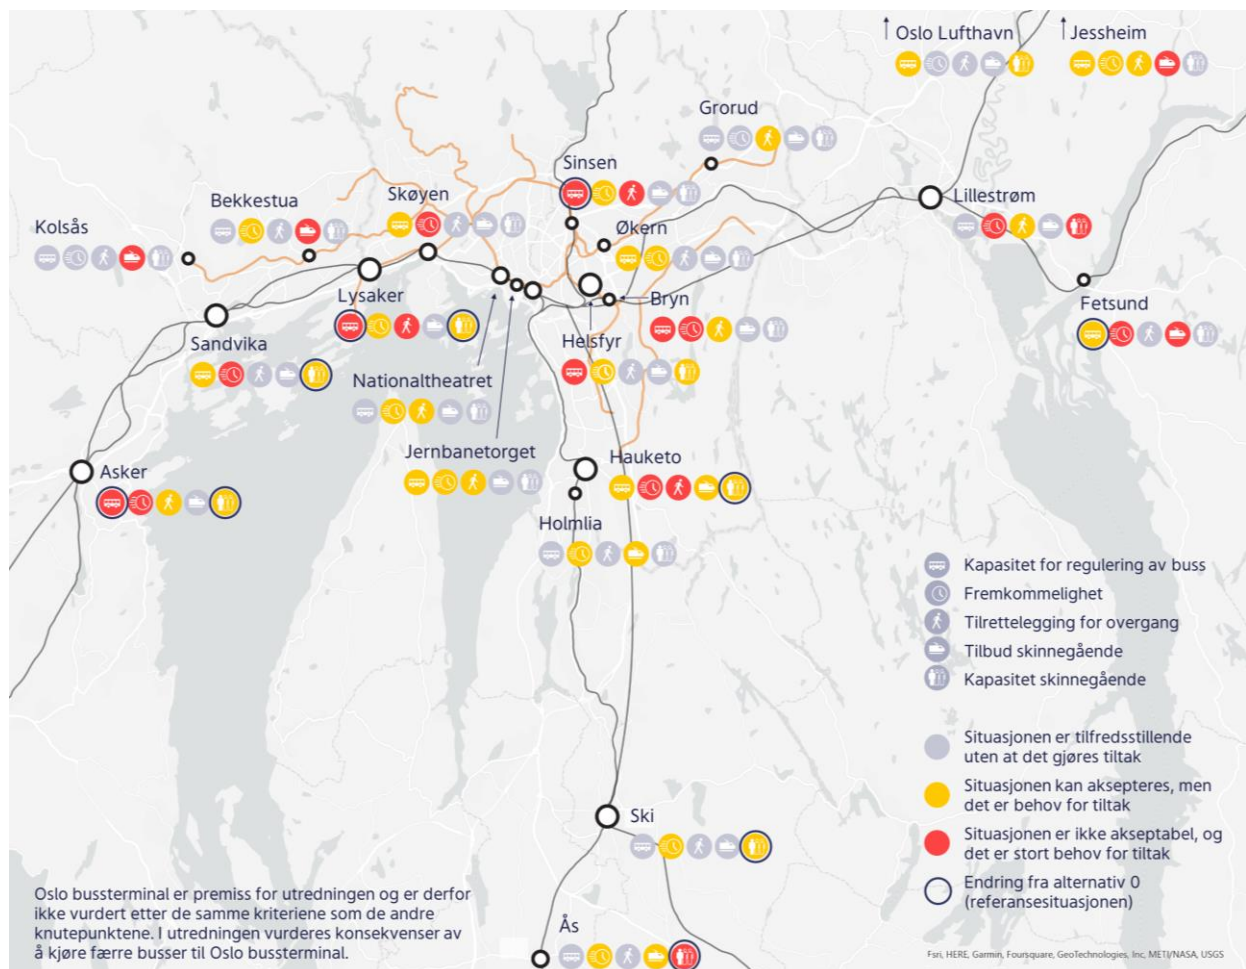 Oslo Lufthavn
Jessheim
Grorud
Sinsen
Skøyen
Bekkestua
Lillestrøm
Kolsås
Økern
Lysaker
Bryn
Fetsund
Sandvika
Helsfyr
Nationaltheatret
Jernbanetorget
Hauketo
Asker
Holmlia
Kapasitet for regulering av buss
Fremkommelighet
Tilrettelegging for overgang
Tilbud skinnegående
Kapasitet skinnegående
Situasjonen er tilfredsstillende
uten at det gjøres tiltak
Situasjonen kan aksepteres, men
det er behov for tiltak
Situasjonen er ikke akseptabel, og
det er stort behov for tiltak
Endring fra alternativ 0
(referansesituasjonen)
Ski
Oslo bussterminal er premiss for utredningen og er derfor
ikke vurdert etter de samme kriteriene som de andre
knutepunktene. I utredningen vurderes konsekvenser av
å kjøre færre busser til Oslo bussterminal.
Ås
Esri, HERE, Garmin, Foursquare, GeoTechnologies, Inc, METI/NASA, USGS